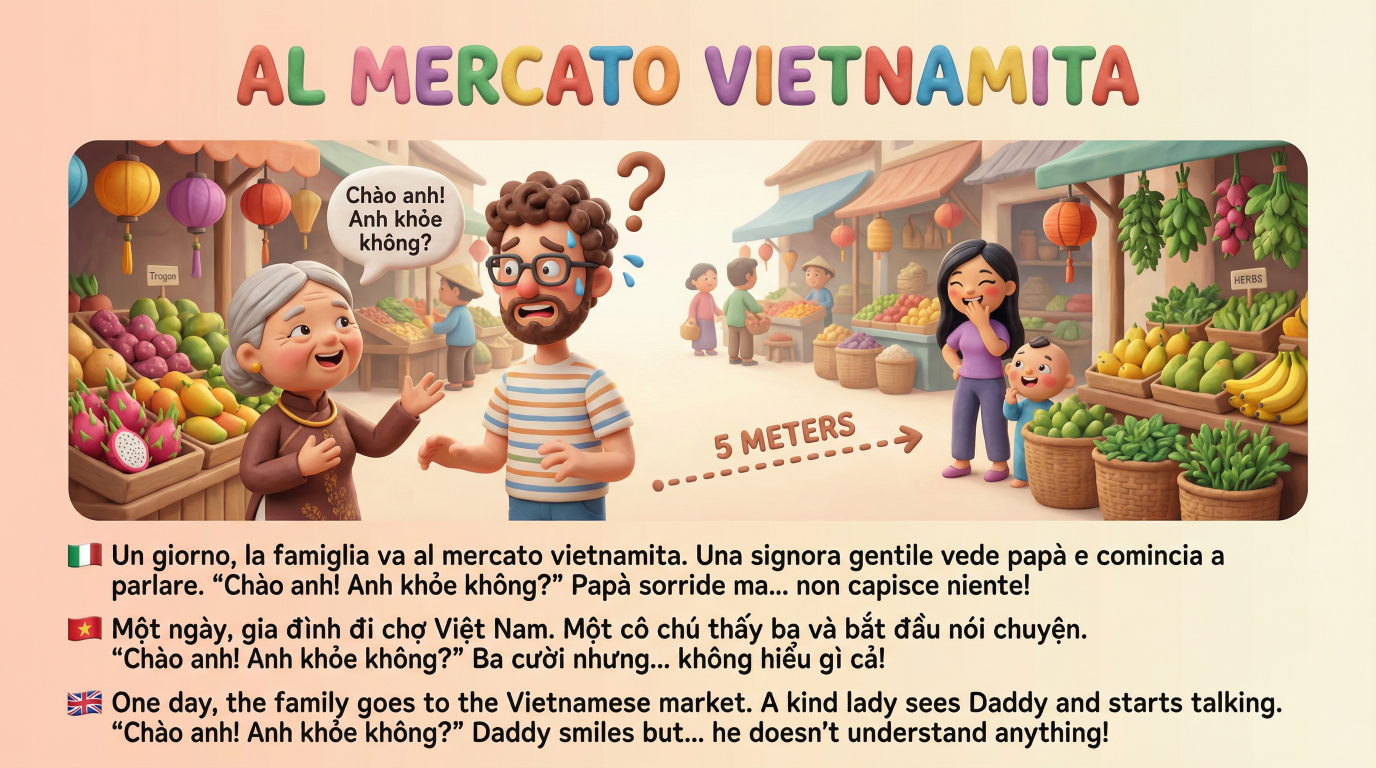 AL MERCATO VIETNAMITA
Chào anh!
Anh khỏe
không?
Trogon
HERBS
5 METERS
Un giorno, la famiglia va al mercato vietnamita. Una signora gentile vede papà e comincia a
parlare. “Chào anh! Anh khỏe không?” Papà sorride ma... non capisce niente!
Một ngày, gia đình đi chợ Việt Nam. Một cô chú thấy ba và bắt đầu nói chuyện.
“Chào anh! Anh khỏe không?” Ba cười nhưng... không hiểu gì cả!
One day, the family goes to the Vietnamese market. A kind lady sees Daddy and starts talking.
“Chào anh! Anh khỏe không?” Daddy smiles but... he doesn’t understand anything!